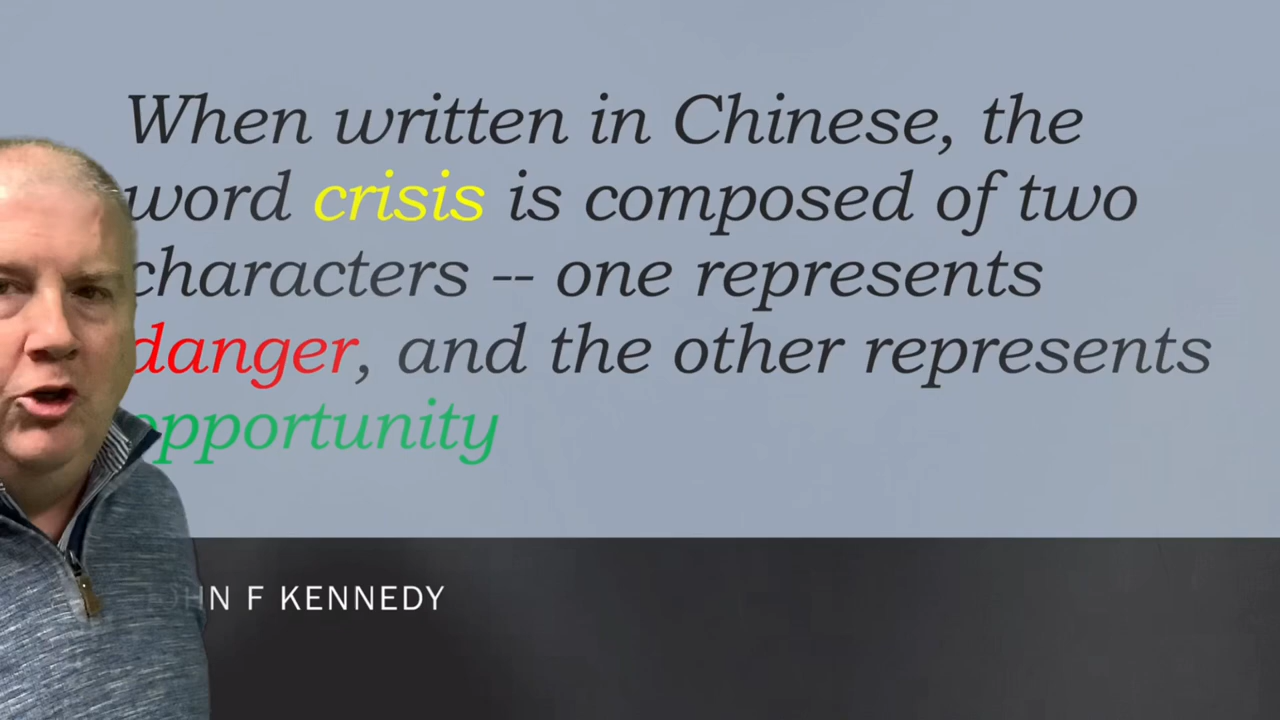 When written in Chinese, the
word crisis is composed of two
characters -- one represents
danger, and the other represents
opportunity
JOHN F KENNEDY